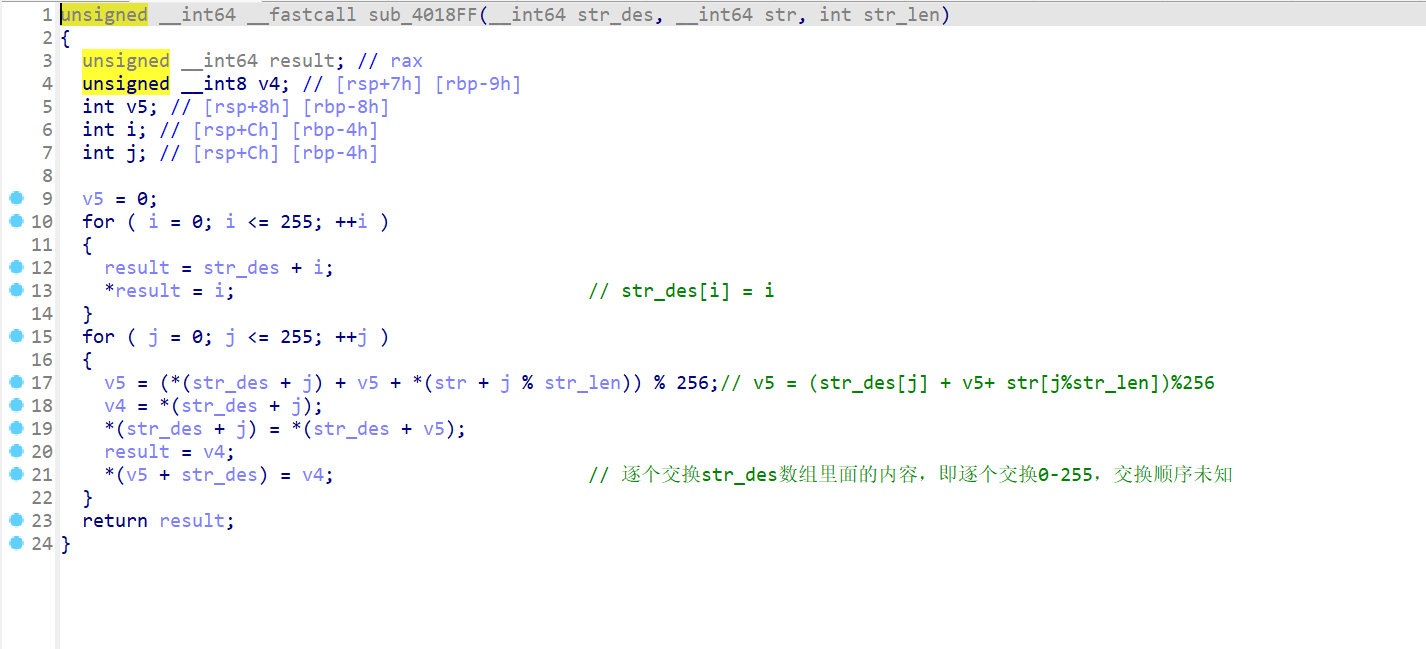 1 unsigned __int64 __fastcall sub_4018FF(__int64 str_des, __int64 str, int str_len)
2 {
3 unsigned __int64 result; // rax
4 unsigned __int8 v4; // [rsp+7h] [rbp-9h]
5 int v5; // [rsp+8h] [rbp-8h]
6 int i; // [rsp+Ch] [rbp-4h]
7 int j; // [rsp+Ch] [rbp-4h]
8
9 v5 = 0;
10 for ( i = 0; i <= 255; ++i )
11 {
12 result = str_des + i;
13 *result = i; // str_des[i] = i
14 }
15 for ( j = 0; j <= 255; ++j )
16 {
17 v5 = (*(str_des + j) + v5 + *(str + j % str_len)) % 256;// v5 = (str_des[j] + v5+ str[j%str_len])%256
18 v4 = *(str_des + j);
19 *(str_des + j) = *(str_des + v5);
20 result = v4;
21 *(v5 + str_des) = v4; // 逐个交换str_des数组里面的内容，即逐个交换0-255，交换顺序未知
22 }
23 return result;
24 }